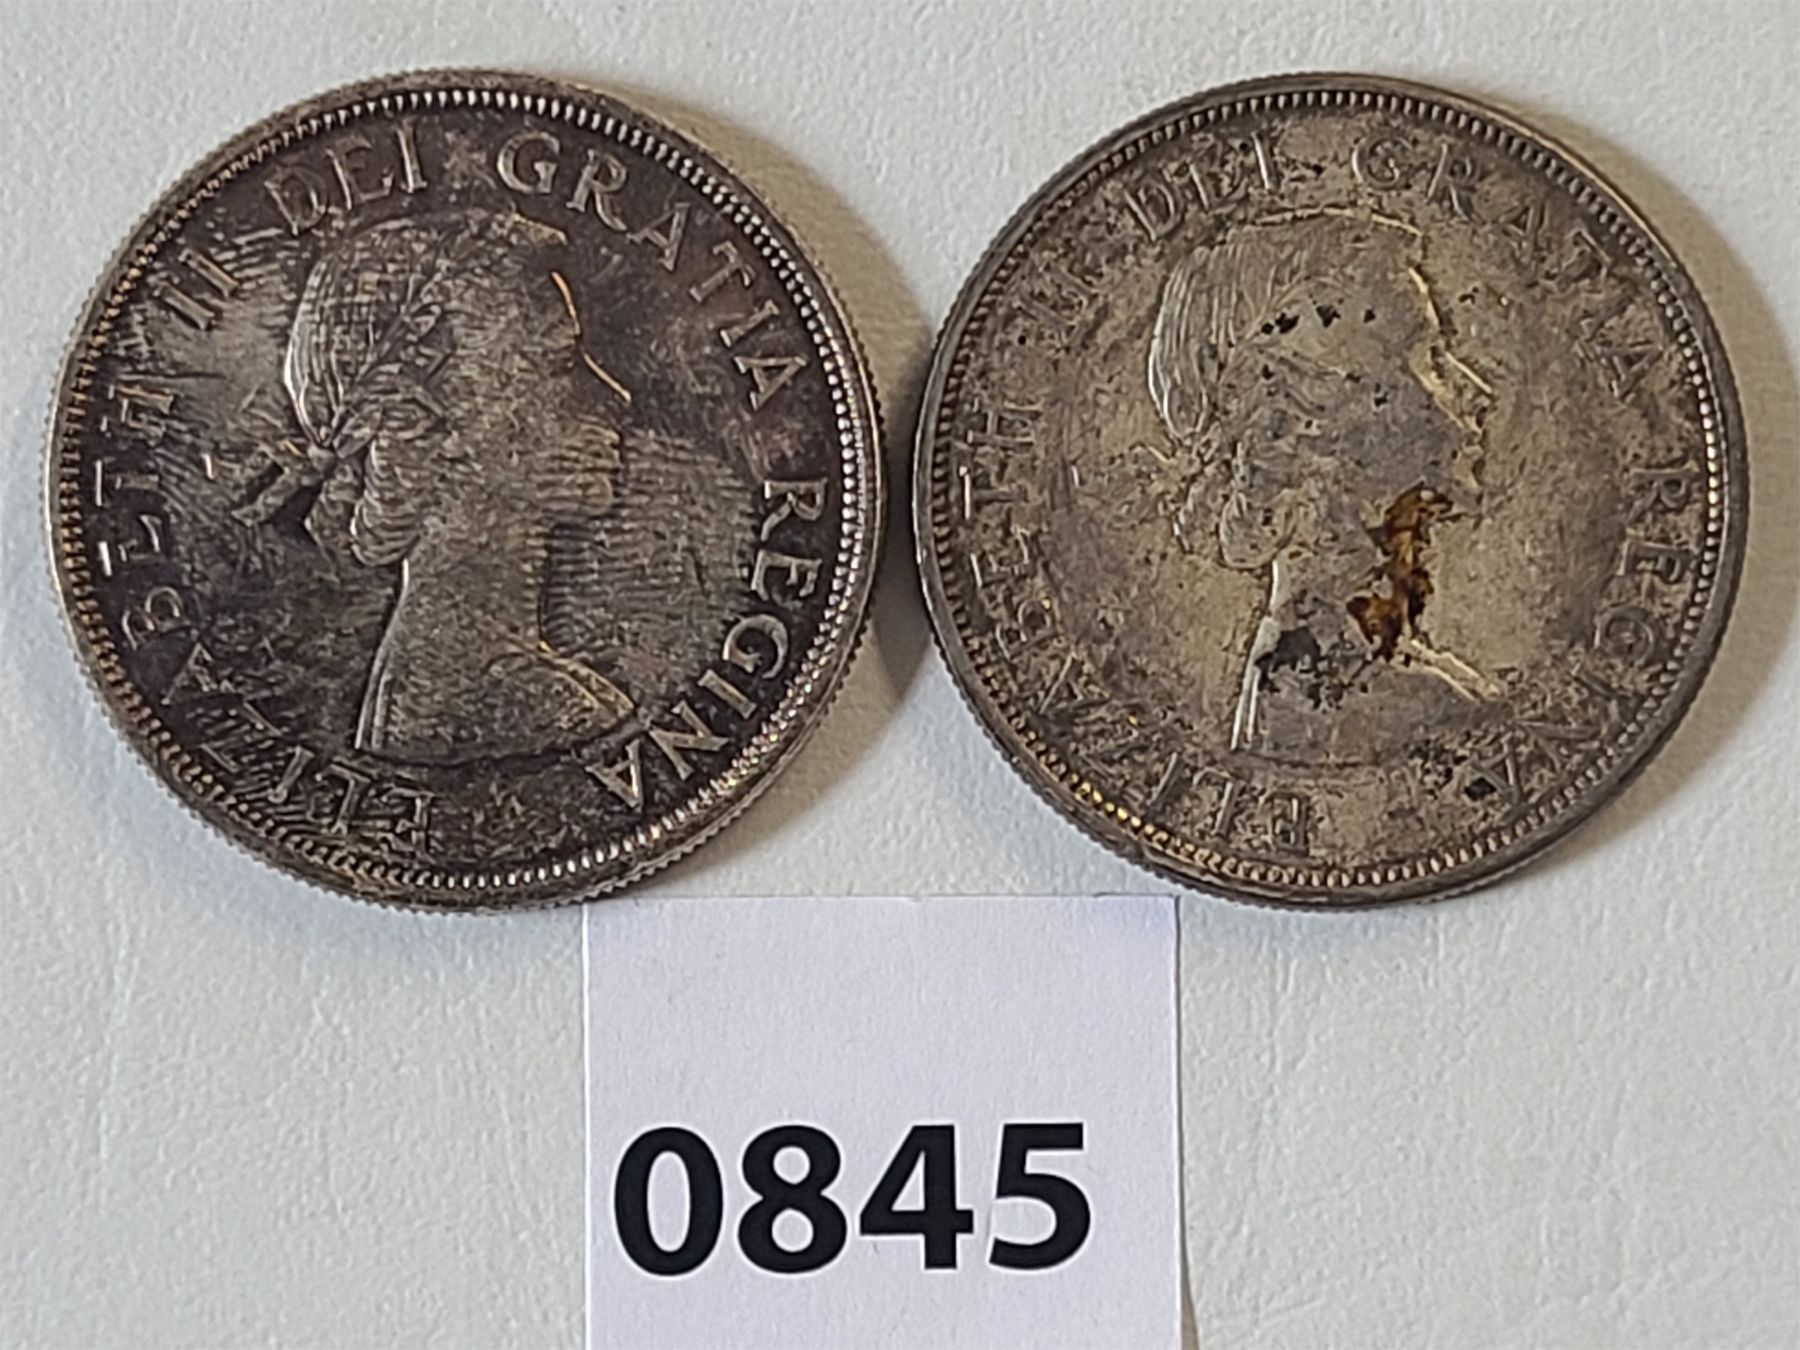 ELIZABETH II DEI GRATIA REGINA
ELIZABETH II DEI GRATIA REGINA
0845